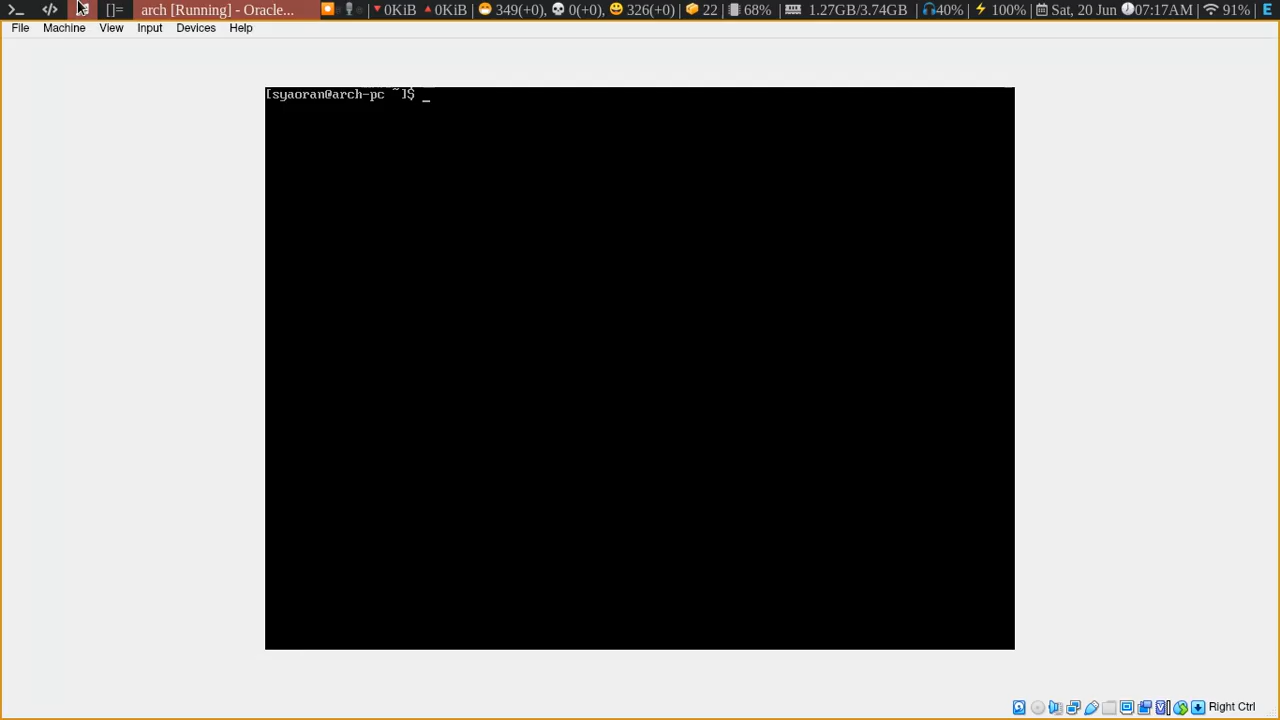 []= arch [Running] - Oracle... | 0KiB 0KiB | 349(+0), 0(+0), 326(+0) | 22 | 68% | 1.27GB/3.74GB | 40% | 100% | Sat, 20 Jun 07:17AM | 91% | E
File Machine View Input Devices Help
[syaoran@arch-pc ~]$ _
Right Ctrl